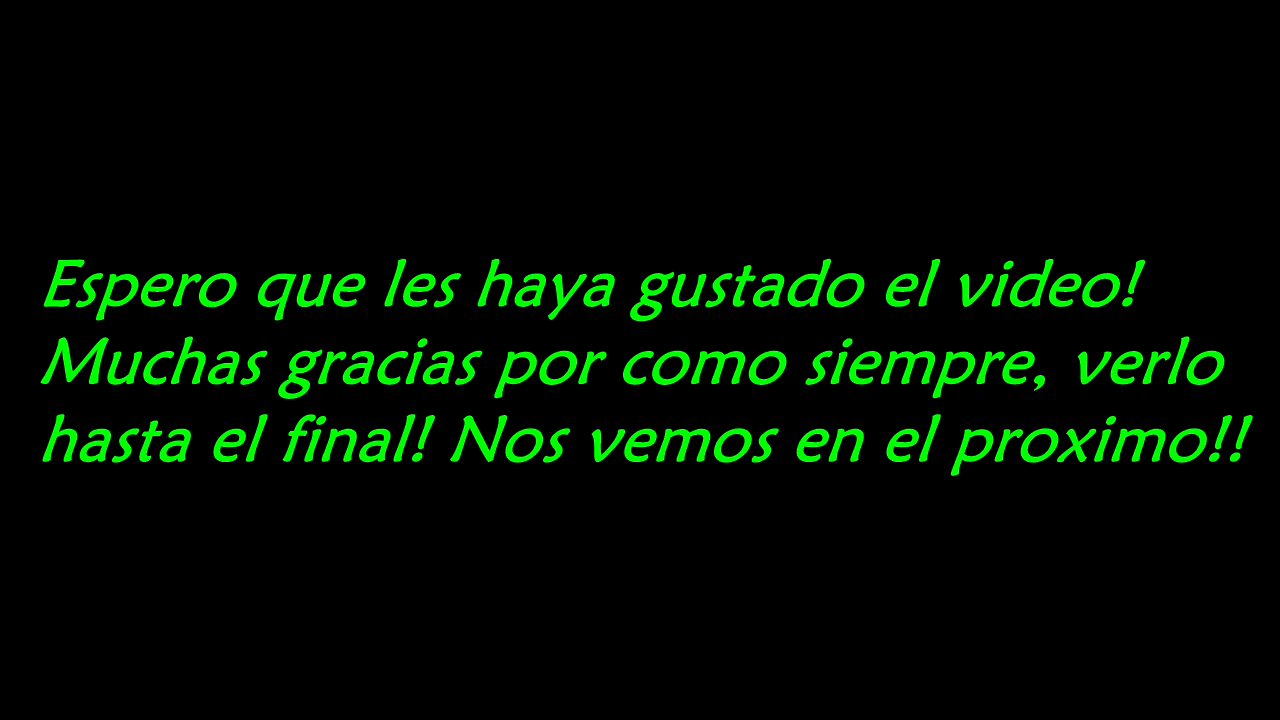 Espero que les haya gustado el video!
Muchas gracias por como siempre, verlo
hasta el final! Nos vemos en el proximo!!